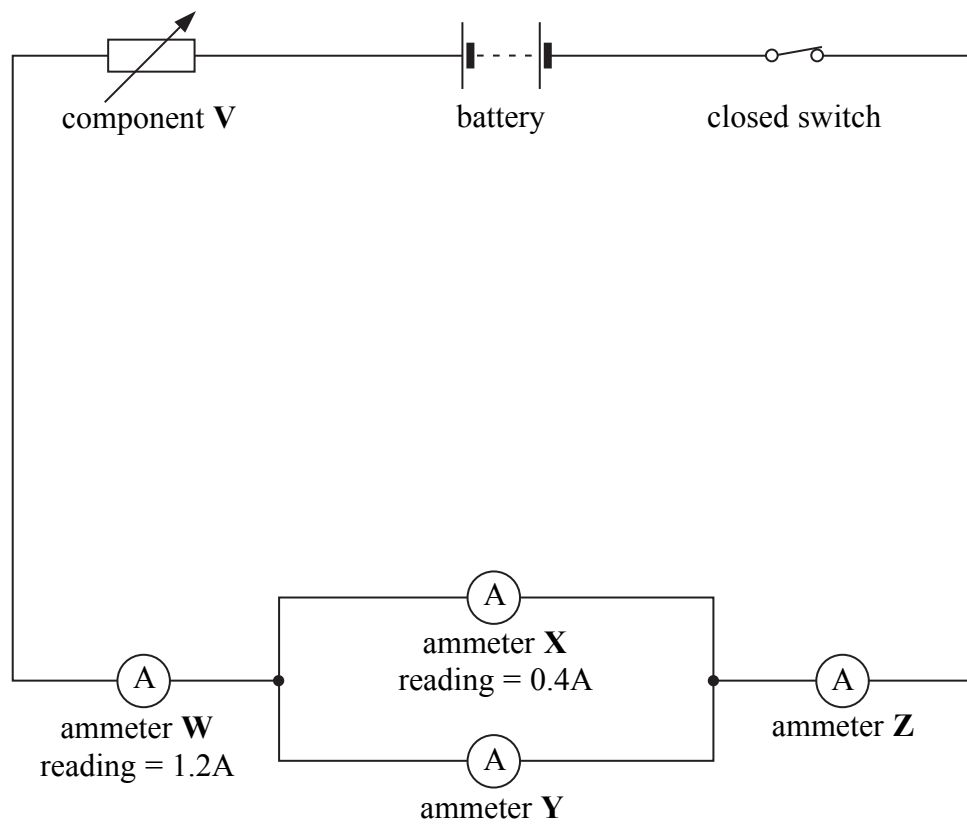 component V
battery
closed switch
A
ammeter X
reading = 0.4A
A
ammeter W
reading = 1.2A
A
ammeter Z
A
ammeter Y